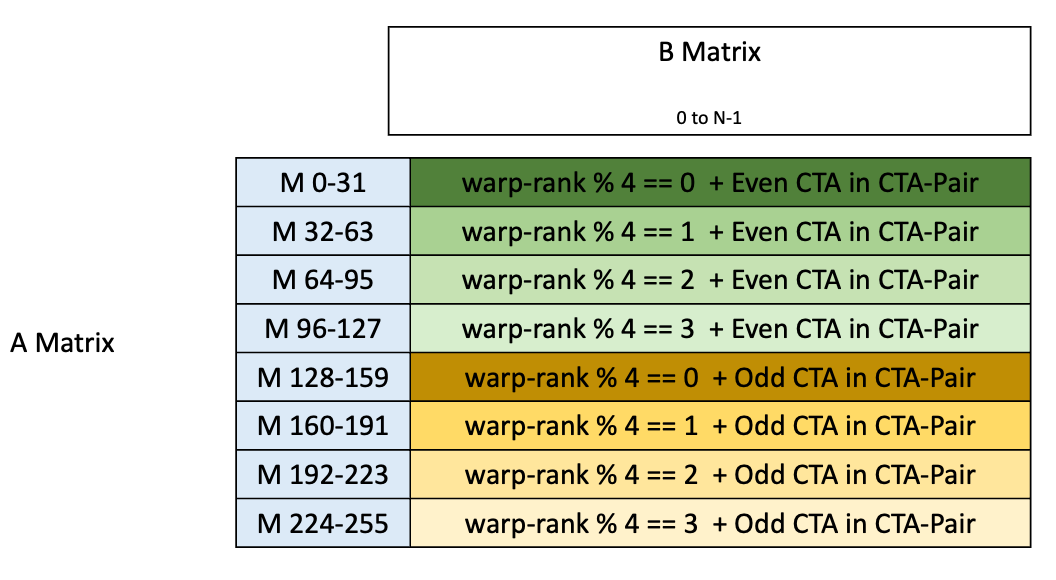 B Matrix
0 to N-1
M 0-31 warp-rank % 4 == 0 + Even CTA in CTA-Pair
M 32-63 warp-rank % 4 == 1 + Even CTA in CTA-Pair
M 64-95 warp-rank % 4 == 2 + Even CTA in CTA-Pair
M 96-127 warp-rank % 4 == 3 + Even CTA in CTA-Pair
A Matrix
M 128-159 warp-rank % 4 == 0 + Odd CTA in CTA-Pair
M 160-191 warp-rank % 4 == 1 + Odd CTA in CTA-Pair
M 192-223 warp-rank % 4 == 2 + Odd CTA in CTA-Pair
M 224-255 warp-rank % 4 == 3 + Odd CTA in CTA-Pair